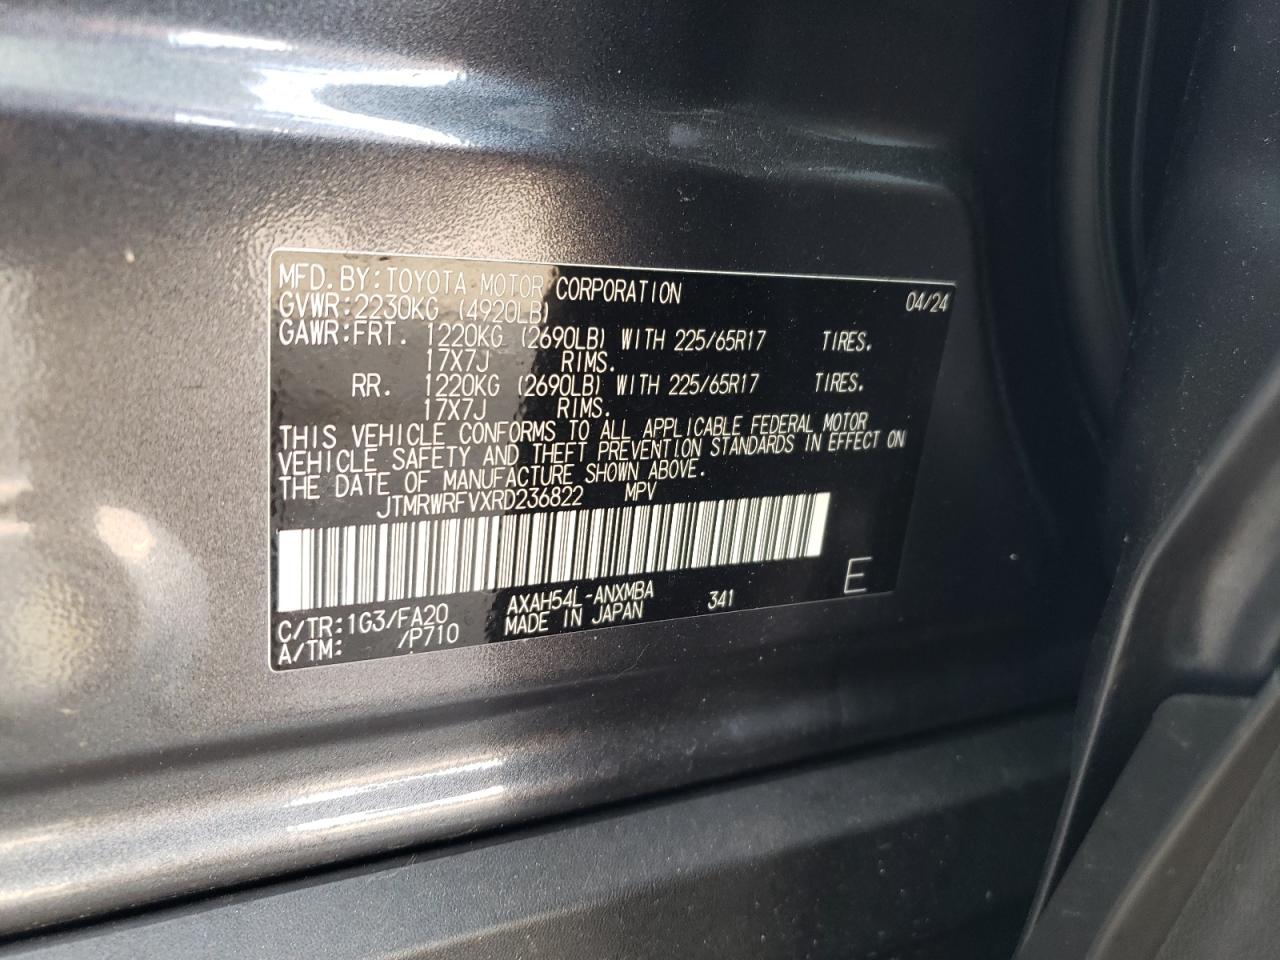 MFD. BY: TOYOTA MOTOR CORPORATION 04/24
GVWR: 2230KG (4920LB)
GAWR: FRT. 1220KG (2690LB) WITH 225/65R17 TIRES.
17X7J RIMS.
RR. 1220KG (2690LB) WITH 225/65R17 TIRES.
17X7J RIMS.
THIS VEHICLE CONFORMS TO ALL APPLICABLE FEDERAL MOTOR
VEHICLE SAFETY AND THEFT PREVENTION STANDARDS IN EFFECT ON
THE DATE OF MANUFACTURE SHOWN ABOVE.
JTMRWRFVXRD236822 MPV
E
C/TR: 1G3/FA20 AXAH54L-ANXMBA 341
A/TM: /P710 MADE IN JAPAN